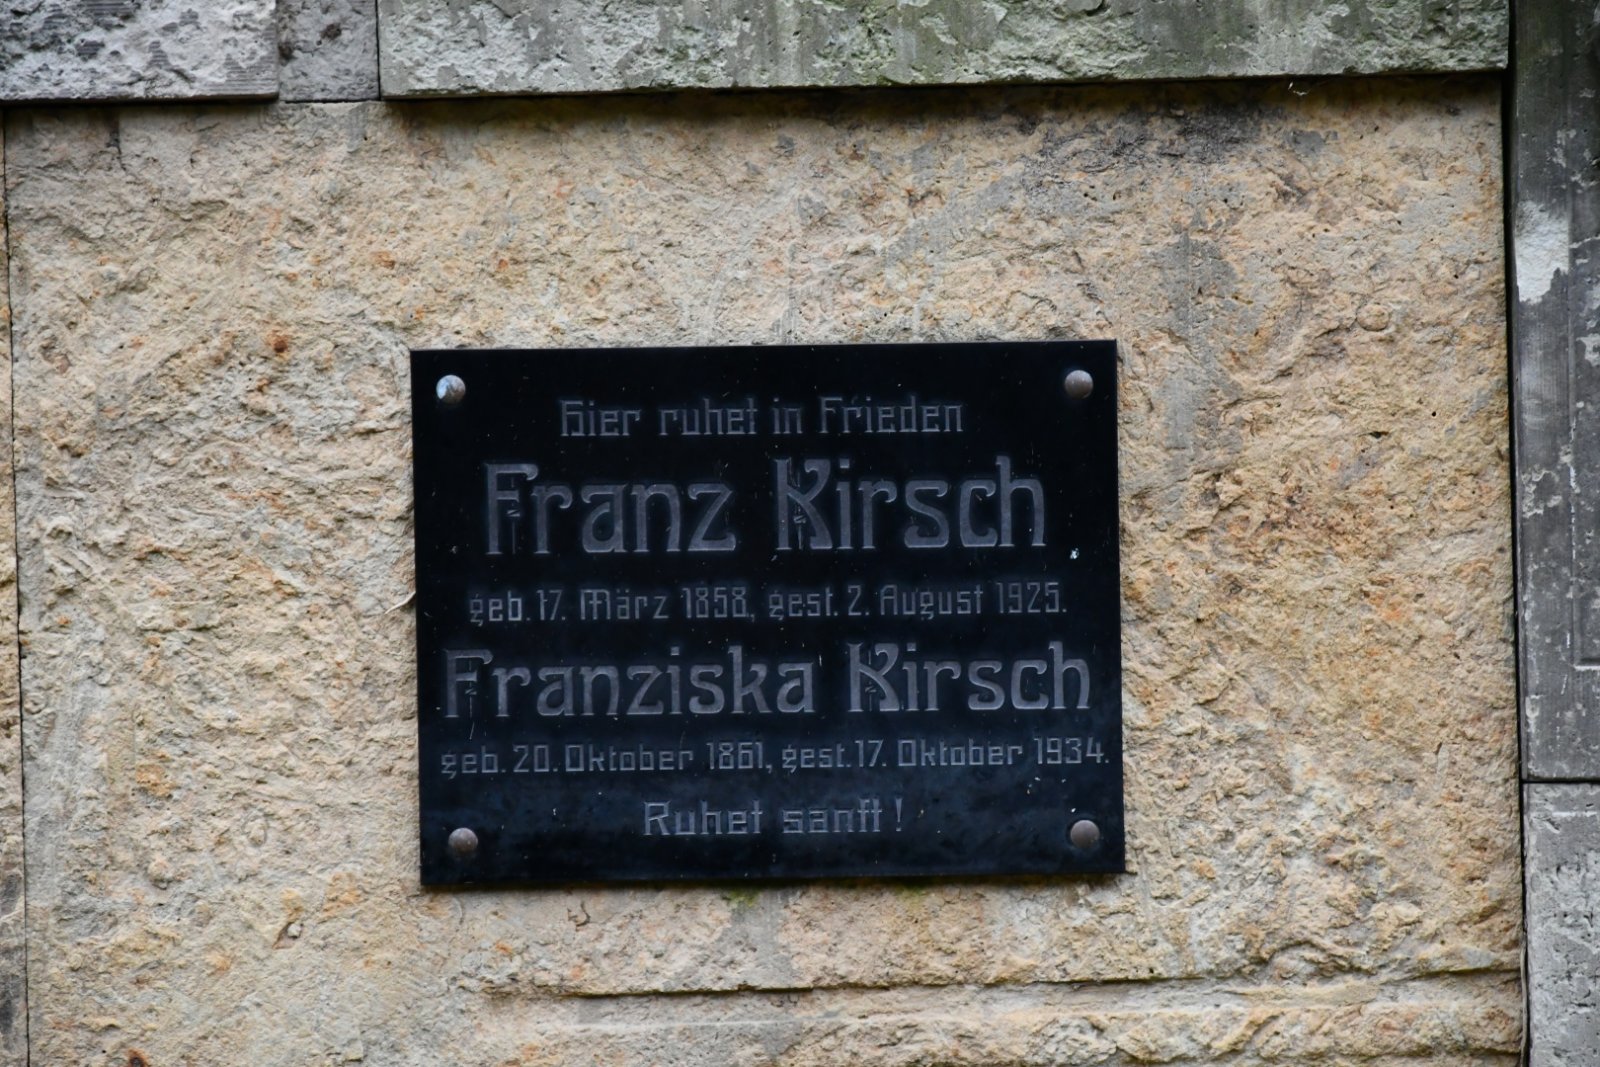 Hier ruhet in Frieden
Franz Kirsch
geb. 17. März 1858, gest. 2. August 1925.
Franziska Kirsch
geb. 20. Oktober 1861, gest. 17. Oktober 1934.
Ruhet sanft!